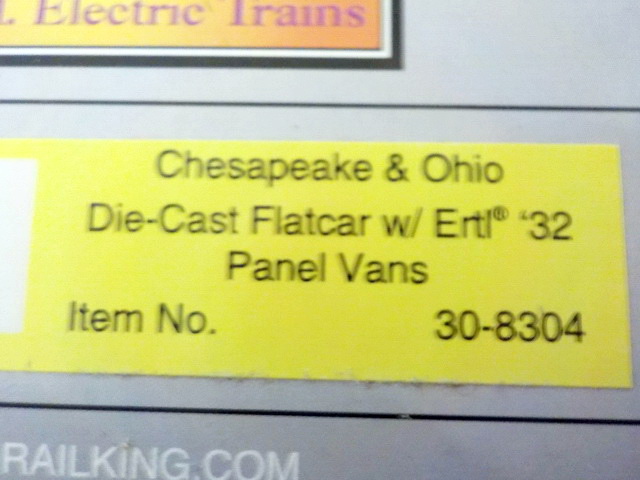 Electric Trains
Chesapeake & Ohio
Die-Cast Flatcar w/ Ertl® '32
Panel Vans
Item No. 30-8304
RAILKING.COM